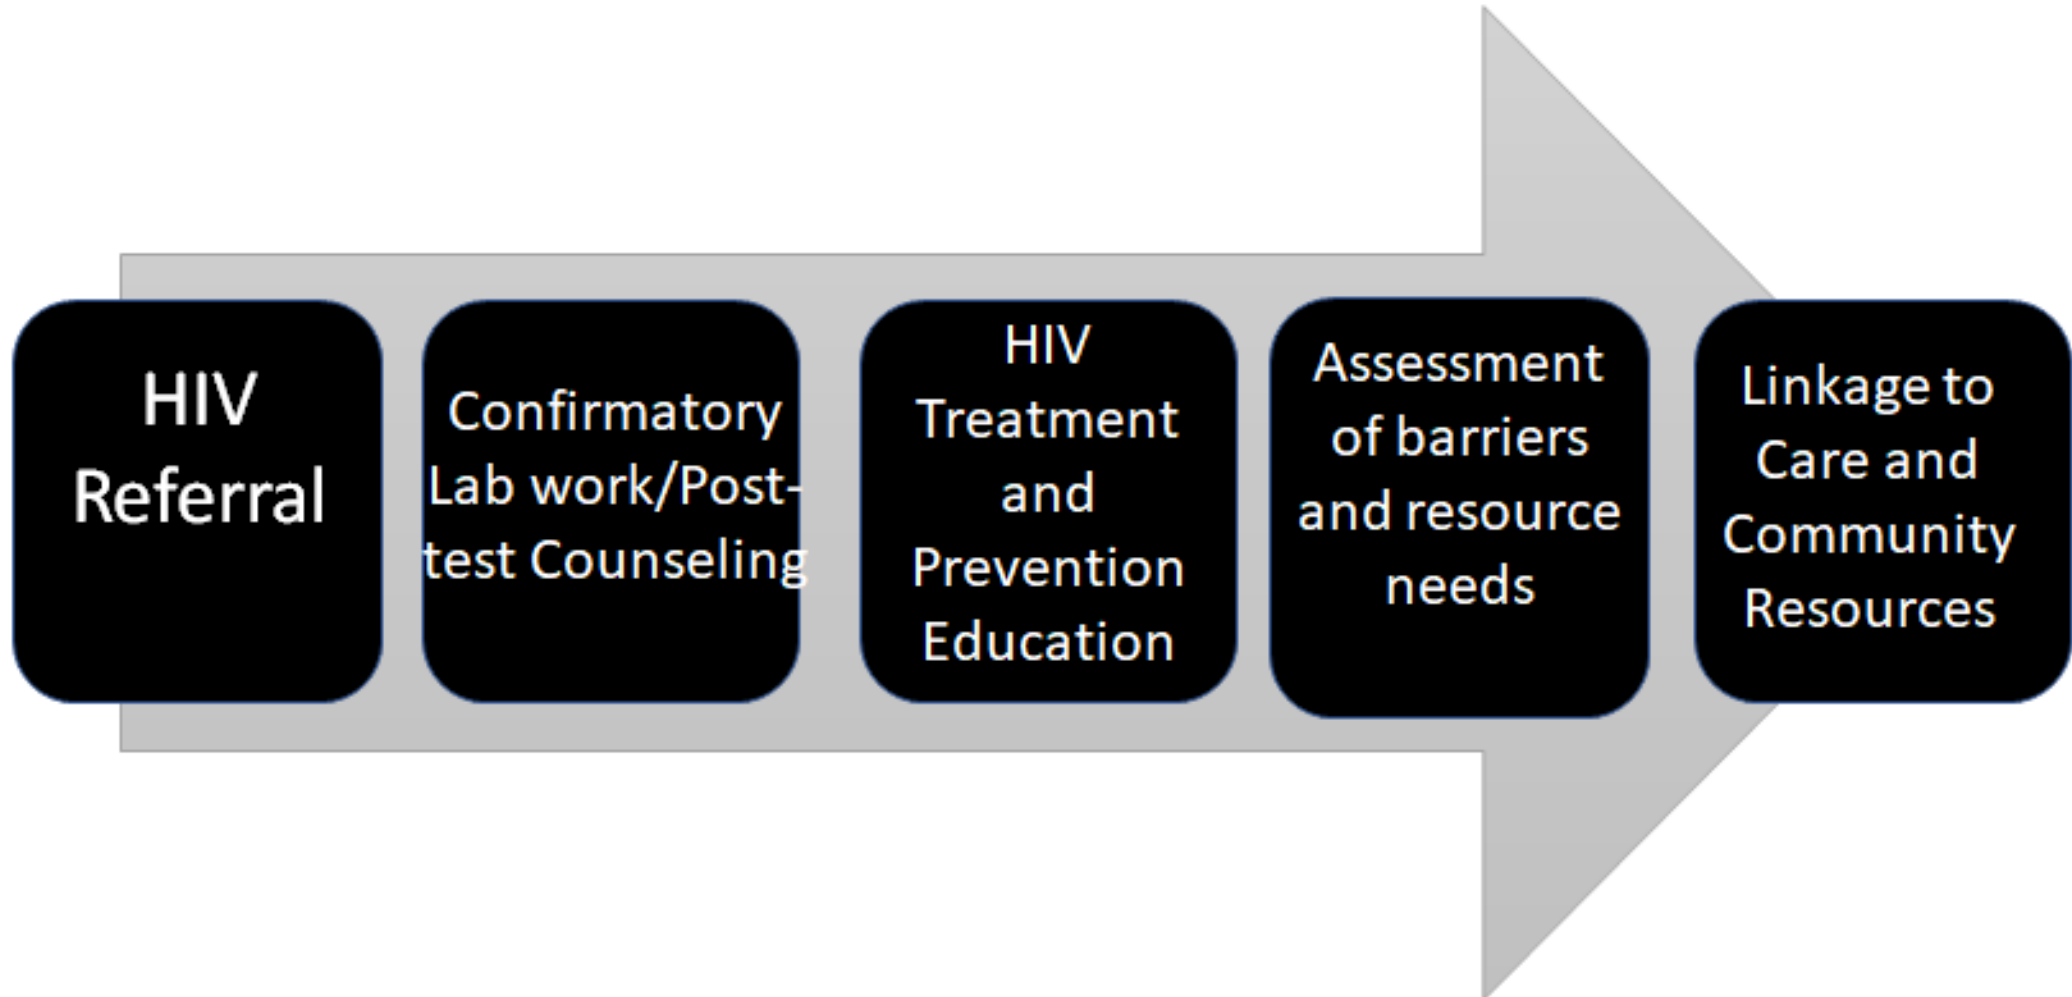 HIV
Referral
Confirmatory
Lab work/Post-
test Counseling
HIV
Treatment
and
Prevention
Education
Assessment
of barriers
and resource
needs
Linkage to
Care and
Community
Resources